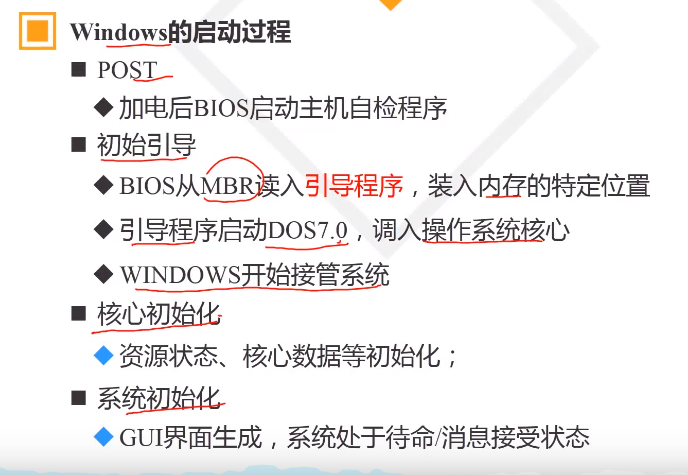 Windows的启动过程
■ POST
◆ 加电后BIOS启动主机自检程序
■ 初始引导
◆ BIOS从MBR读入引导程序，装入内存的特定位置
◆ 引导程序启动DOS7.0，调入操作系统核心
◆ WINDOWS开始接管系统
■ 核心初始化
◆ 资源状态、核心数据等初始化；
■ 系统初始化
◆ GUI界面生成，系统处于待命/消息接受状态